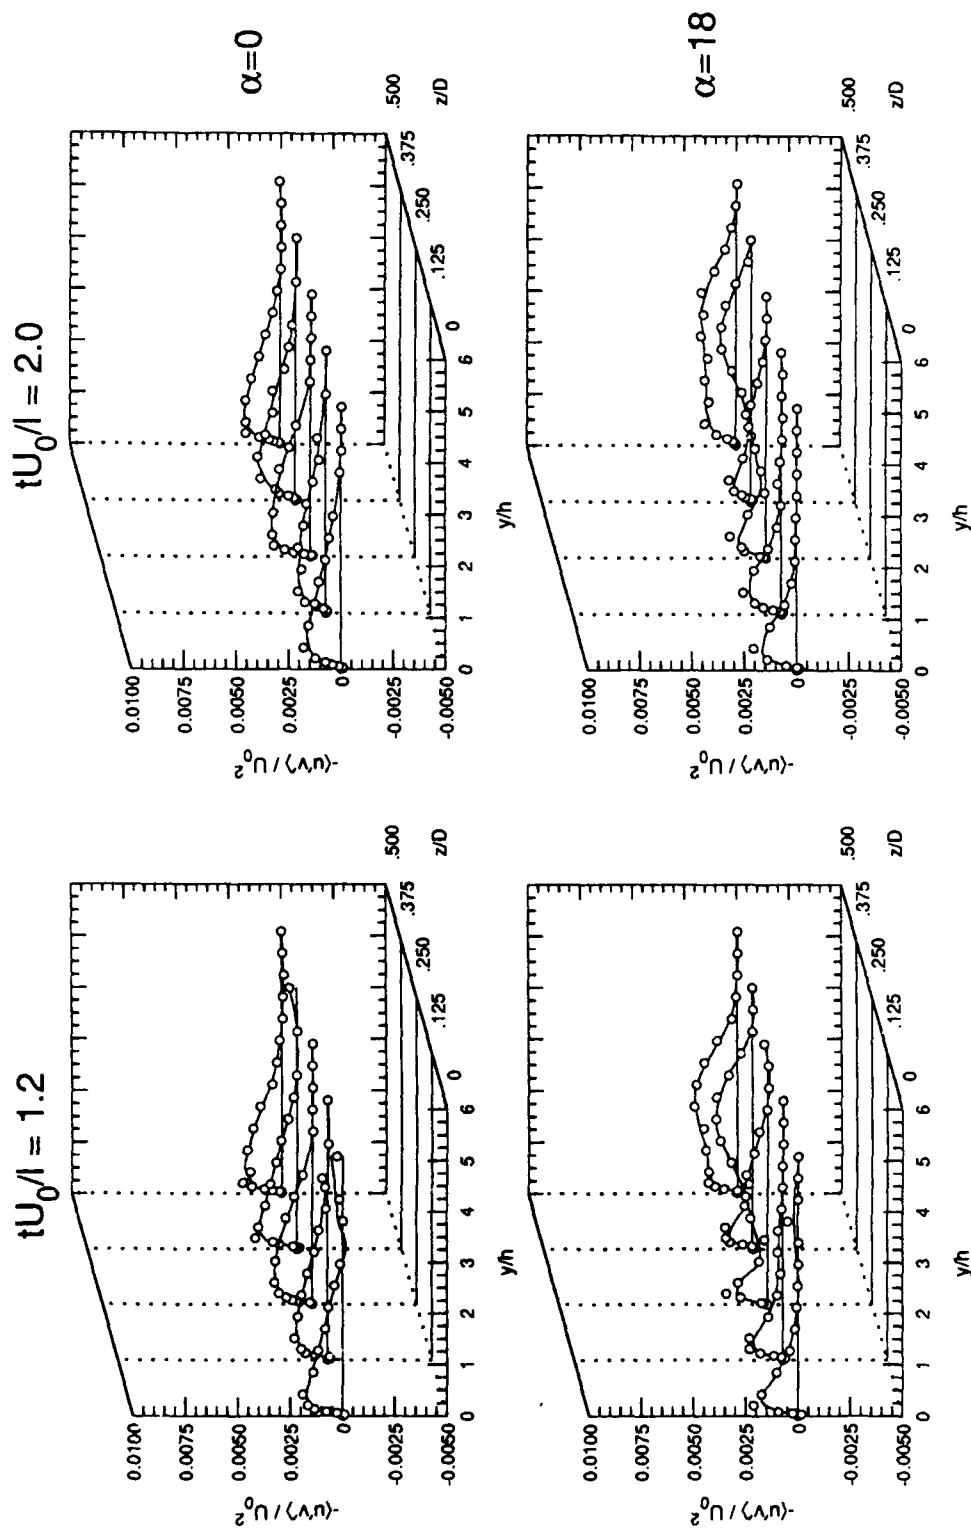 tU₀/l = 1.2
tU₀/l = 2.0
α=0
α=18
-⟨u'v'⟩ / U₀²
0.0100
0.0075
0.0050
0.0025
0
-0.0025
-0.0050
0 1 2 3 4 5 6
y/h
0 .125 .250 .375 .500
z/D
-⟨u'v'⟩ / U₀²
0.0100
0.0075
0.0050
0.0025
0
-0.0025
-0.0050
0 1 2 3 4 5 6
y/h
0 .125 .250 .375 .500
z/D
-⟨u'v'⟩ / U₀²
0.0100
0.0075
0.0050
0.0025
0
-0.0025
-0.0050
0 1 2 3 4 5 6
y/h
0 .125 .250 .375 .500
z/D
-⟨u'v'⟩ / U₀²
0.0100
0.0075
0.0050
0.0025
0
-0.0025
-0.0050
0 1 2 3 4 5 6
y/h
0 .125 .250 .375 .500
z/D